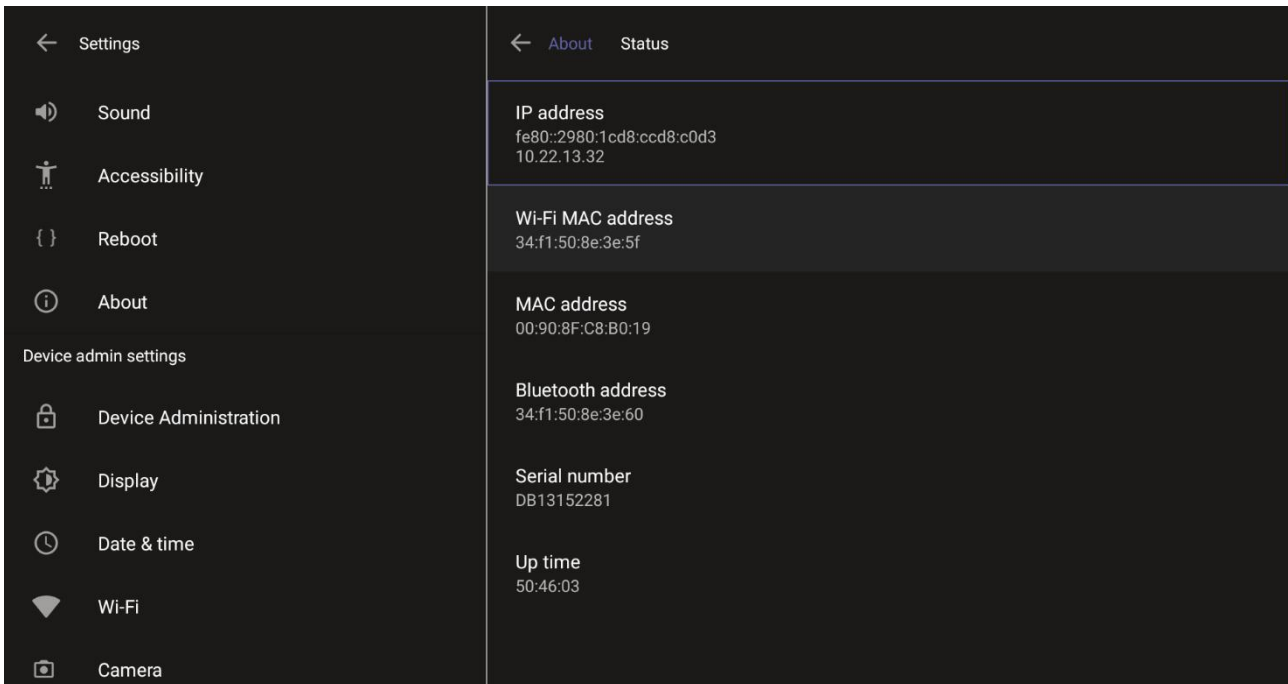 Settings
Sound
Accessibility
{ } Reboot
About
Device admin settings
Device Administration
Display
Date & time
Wi-Fi
Camera
About Status
IP address
fe80::2980:1cd8:ccd8:c0d3
10.22.13.32
Wi-Fi MAC address
34:f1:50:8e:3e:5f
MAC address
00:90:8F:C8:B0:19
Bluetooth address
34:f1:50:8e:3e:60
Serial number
DB13152281
Up time
50:46:03